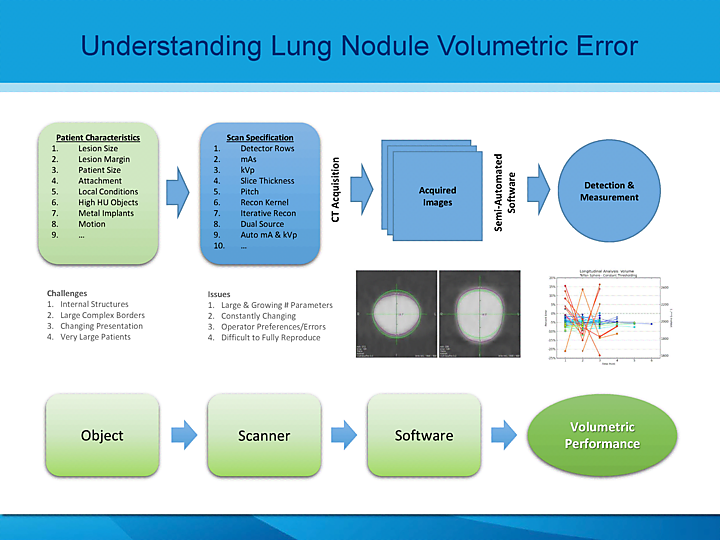 Understanding Lung Nodule Volumetric Error
Patient Characteristics
1. Lesion Size
2. Lesion Margin
3. Patient Size
4. Attachment
5. Local Conditions
6. High HU Objects
7. Metal Implants
8. Motion
9. ...
Scan Specification
1. Detector Rows
2. mAs
3. kVp
4. Slice Thickness
5. Pitch
6. Recon Kernel
7. Iterative Recon
8. Dual Source
9. Auto mA & kVp
10. ...
CT Acquisition
Acquired
Images
Semi-Automated
Software
Detection &
Measurement
Challenges
1. Internal Structures
2. Large Complex Borders
3. Changing Presentation
4. Very Large Patients
Issues
1. Large & Growing # Parameters
2. Constantly Changing
3. Operator Preferences/Errors
4. Difficult to Fully Reproduce
Longitudinal Analysis: Volume
Object
Scanner
Software
Volumetric
Performance